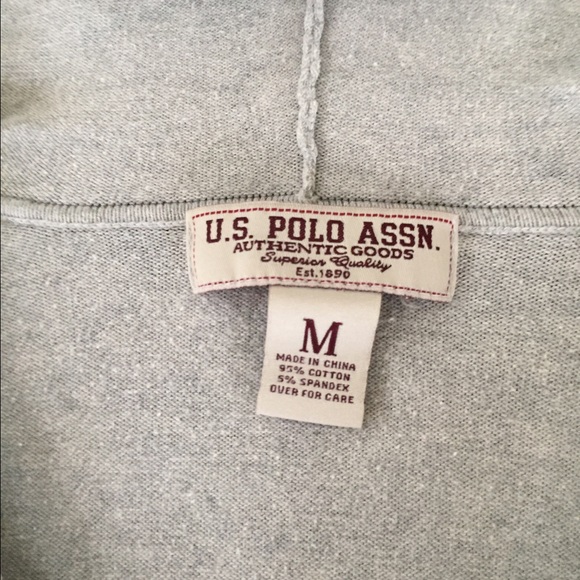 U.S. POLO ASSN.
AUTHENTIC GOODS
Superior Quality
Est.1890
M
MADE IN CHINA
95% COTTON
5% SPANDEX
OVER FOR CARE